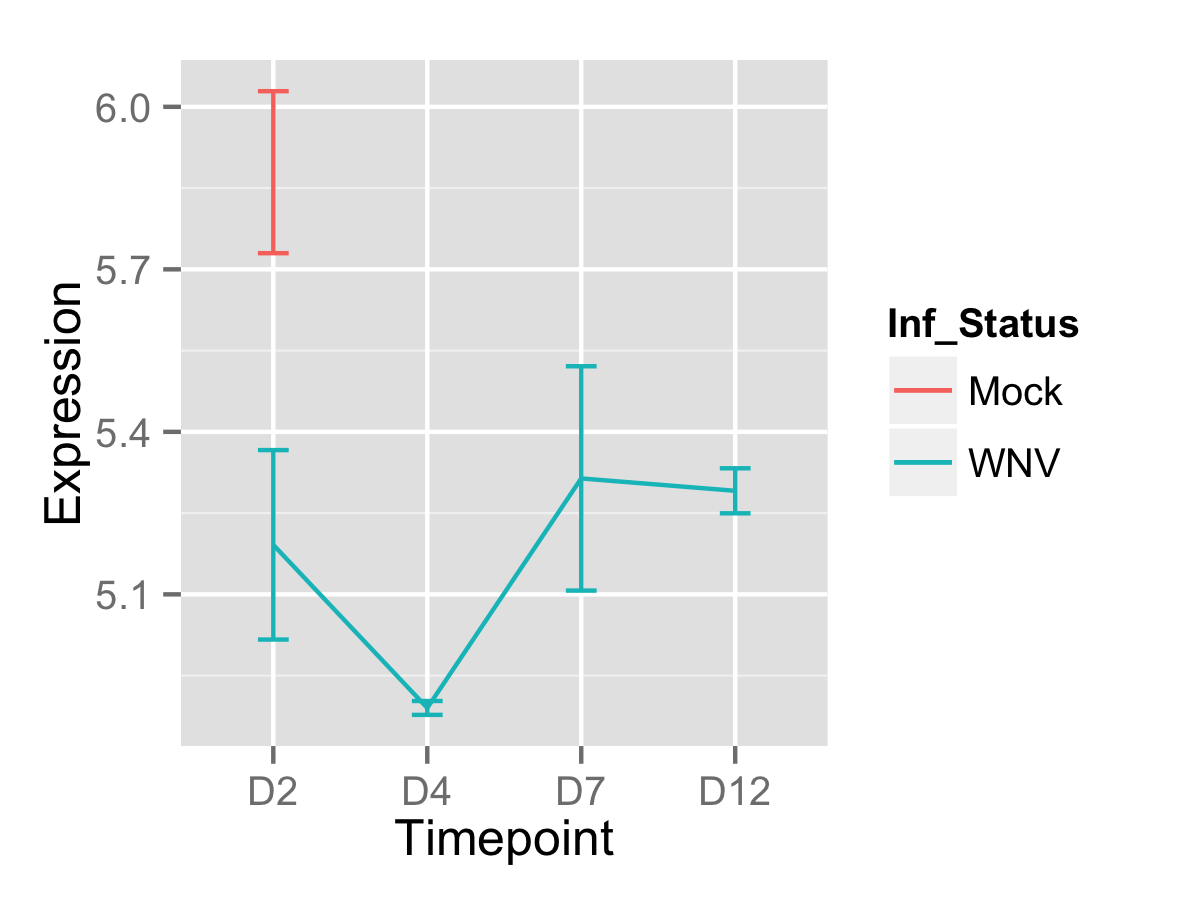 6.0
5.7
5.4
5.1
Expression
D2 D4 D7 D12
Timepoint
Inf_Status
Mock
WNV